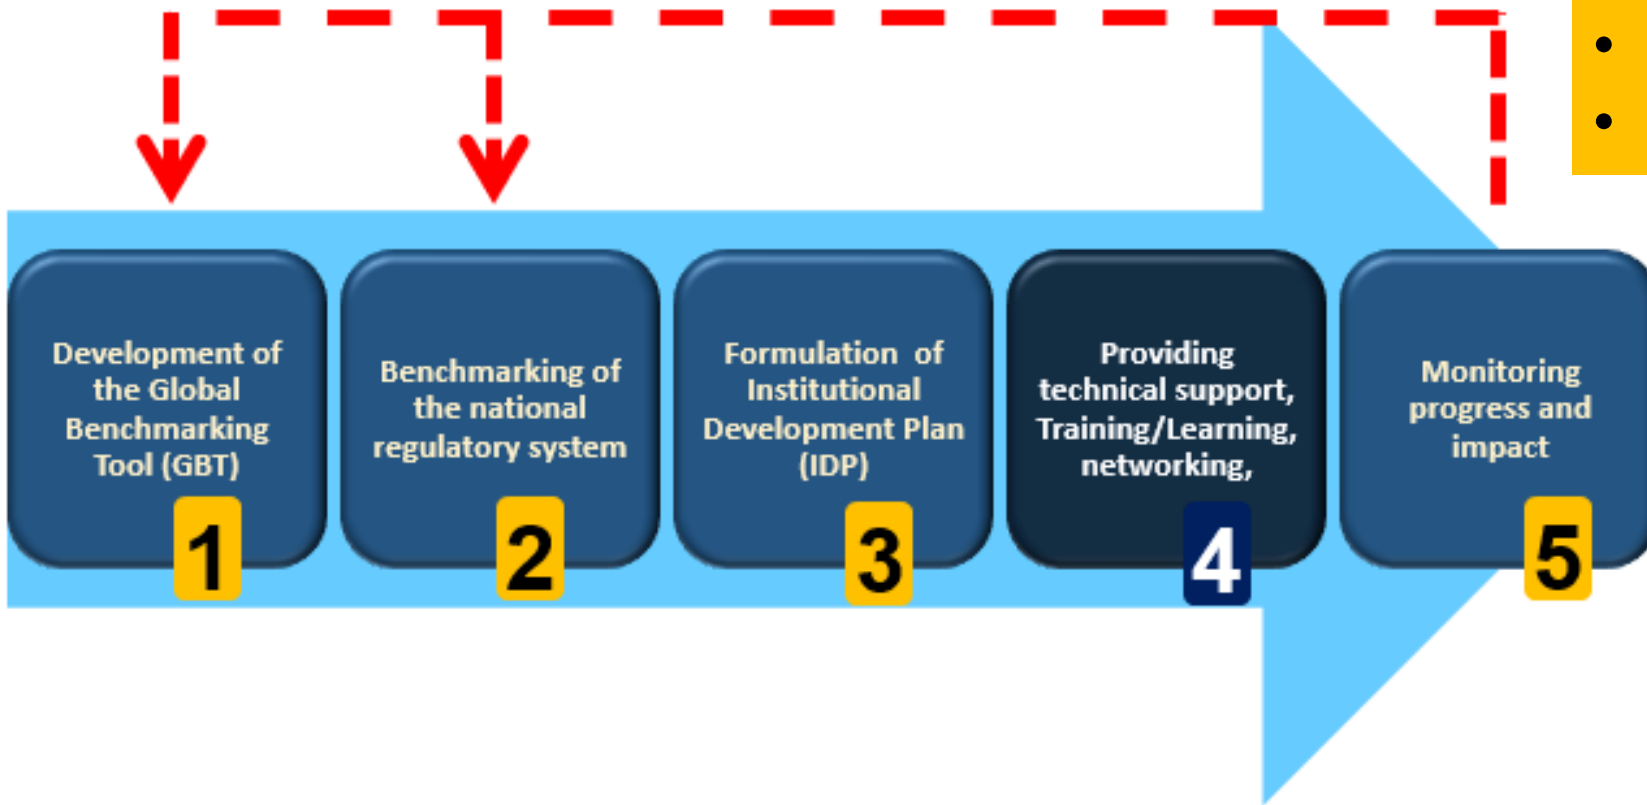 •
•
Development of
the Global
Benchmarking
Tool (GBT)
1
Benchmarking of
the national
regulatory system
2
Formulation of
Institutional
Development Plan
(IDP)
3
Providing
technical support,
Training/Learning,
networking,
4
Monitoring
progress and
impact
5